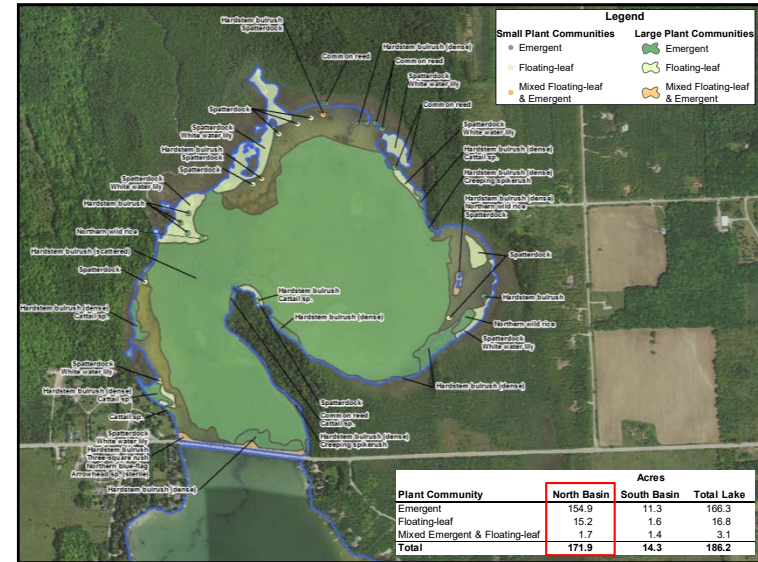 Hardstem bulrush
Spatterdock
Common reed
Hardstem bulrush (dense)
Common reed
Spatterdock
White water lily
Common reed
Legend
Small Plant Communities
Emergent
Floating-leaf
Mixed Floating-leaf
& Emergent
Large Plant Communities
Emergent
Floating-leaf
Mixed Floating-leaf
& Emergent
Spatterdock
Spatterdock
White water lily
Hardstem bulrush
Spatterdock
Spatterdock
Spatterdock
White water lily
Hardstem bulrush
Northern wild rice
Hardstem bulrush (scattered)
Spatterdock
Hardstem bulrush (dense)
Cattail sp.
Spatterdock
White water lily
Hardstem bulrush (dense)
Cattail sp.
Cattail sp.
Spatterdock
White water lily
Hardstem bulrush
Three-square rush
Northern blue-flag
Arrowhead sp. (sterile)
Hardstem bulrush (dense)
Spatterdock
White water lily
Hardstem bulrush (dense)
Cattail sp.
Hardstem bulrush (dense)
Creeping spikerush
Hardstem bulrush (dense)
Northern wild rice
Spatterdock
Spatterdock
Hardstem bulrush
Northern wild rice
Spatterdock
White water lily
Hardstem bulrush (dense)
Hardstem bulrush
Cattail sp.
Hardstem bulrush (dense)
Spatterdock
Common reed
Cattail sp.
Hardstem bulrush (dense)
Creeping spikerush
Acres
Plant Community North Basin South Basin Total Lake
Emergent 154.9 11.3 166.3
Floating-leaf 15.2 1.6 16.8
Mixed Emergent & Floating-leaf 1.7 1.4 3.1
Total 171.9 14.3 186.2